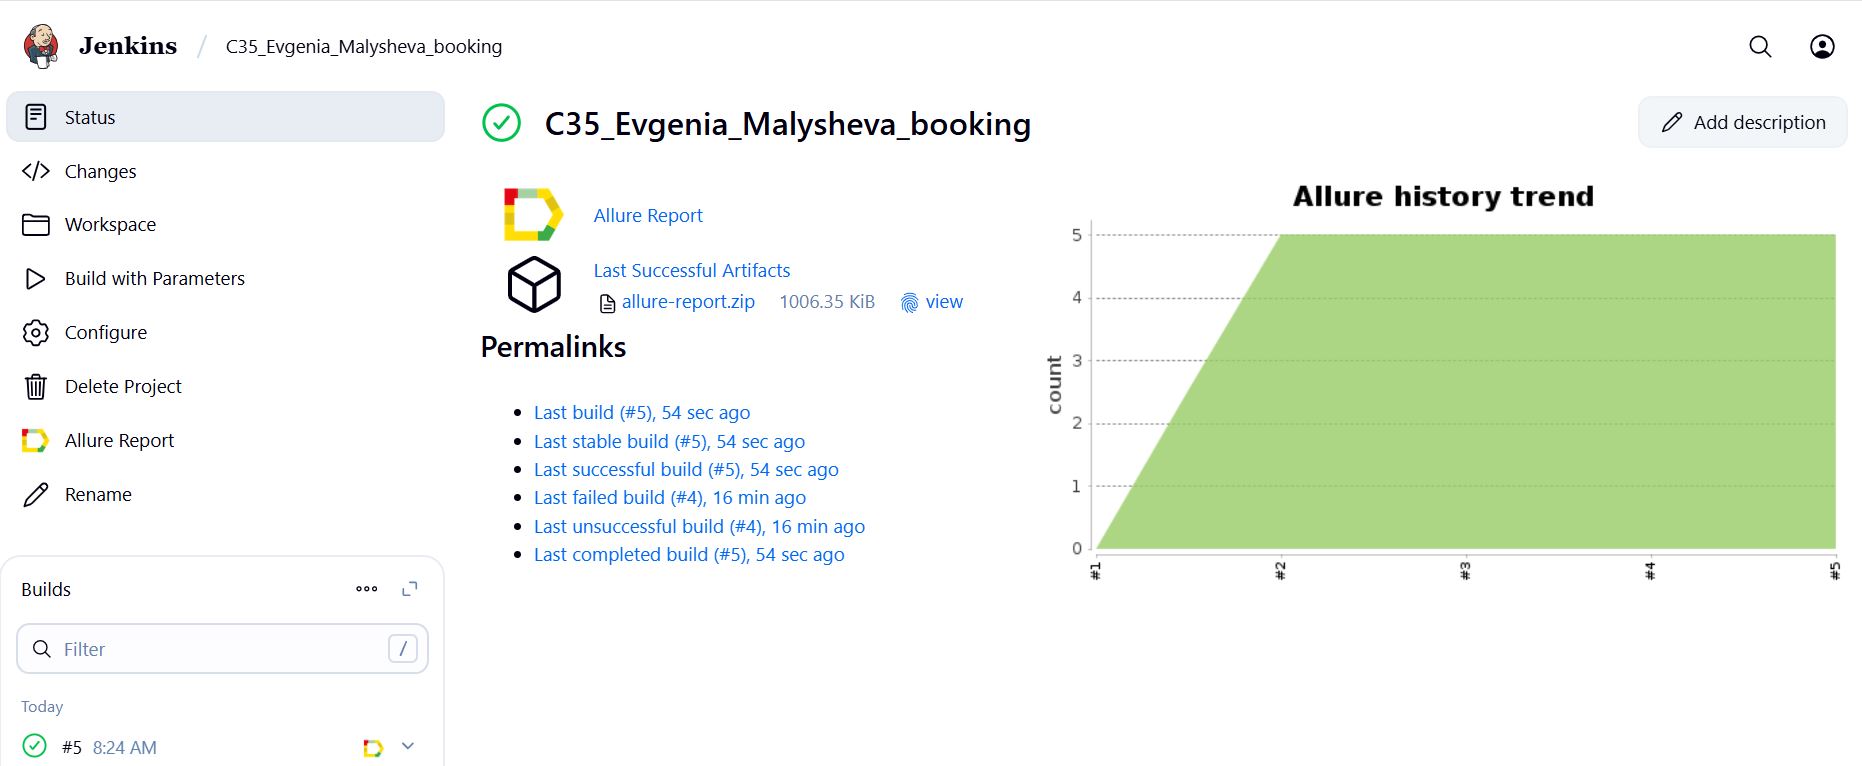 Jenkins / C35_Evgenia_Malysheva_booking
Status
Changes
Workspace
Build with Parameters
Configure
Delete Project
Allure Report
Rename
Builds
Filter /
Today
#5 8:24 AM
C35_Evgenia_Malysheva_booking
Add description
Allure Report
Last Successful Artifacts
allure-report.zip 1006.35 KiB view
Permalinks
Last build (#5), 54 sec ago
Last stable build (#5), 54 sec ago
Last successful build (#5), 54 sec ago
Last failed build (#4), 16 min ago
Last unsuccessful build (#4), 16 min ago
Last completed build (#5), 54 sec ago
Allure history trend
5
4
3
2
1
0
count
#1 #2 #3 #4 #5